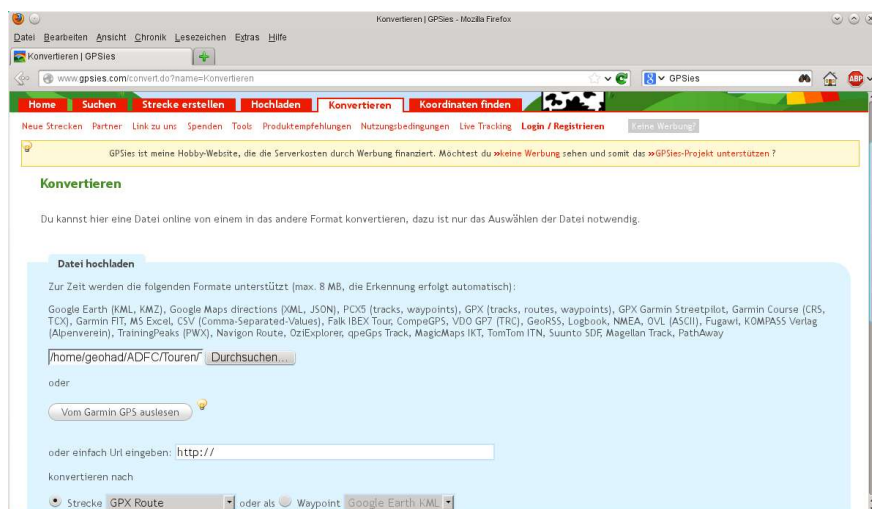 Konvertieren | GPSies - Mozilla Firefox
Datei Bearbeiten Ansicht Chronik Lesezeichen Extras Hilfe
Konvertieren | GPSies
www.gpsies.com/convert.do?name=Konvertieren
GPSies
ABP
Home Suchen Strecke erstellen Hochladen Konvertieren Koordinaten finden
Neue Strecken Partner Link zu uns Spenden Tools Produktempfehlungen Nutzungsbedingungen Live Tracking Login / Registrieren Keine Werbung?
GPSies ist meine Hobby-Website, die die Serverkosten durch Werbung finanziert. Möchtest du »keine Werbung sehen und somit das »GPSies-Projekt unterstützen ?
Konvertieren
Du kannst hier eine Datei online von einem in das andere Format konvertieren, dazu ist nur das Auswählen der Datei notwendig.
Datei hochladen
Zur Zeit werden die folgenden Formate unterstützt (max. 8 MB, die Erkennung erfolgt automatisch):
Google Earth (KML, KMZ), Google Maps directions (XML, JSON), PCX5 (tracks, waypoints), GPX (tracks, routes, waypoints), GPX Garmin Streetpilot, Garmin Course (CRS,
TCX), Garmin FIT, MS Excel, CSV (Comma-Separated-Values), Falk IBEX Tour, CompeGPS, VDO GP7 (TRC), GeoRSS, Logbook, NMEA, OVL (ASCII), Fugawi, KOMPASS Verlag
(Alpenverein), TrainingPeaks (PWX), Navigon Route, OziExplorer, qpeGps Track, MagicMaps IKT, TomTom ITN, Suunto SDF, Magellan Track, PathAway
/home/geohad/ADFC/Touren/ Durchsuchen...
oder
Vom Garmin GPS auslesen
oder einfach Url eingeben: http://
konvertieren nach
Strecke GPX Route oder als Waypoint Google Earth KML